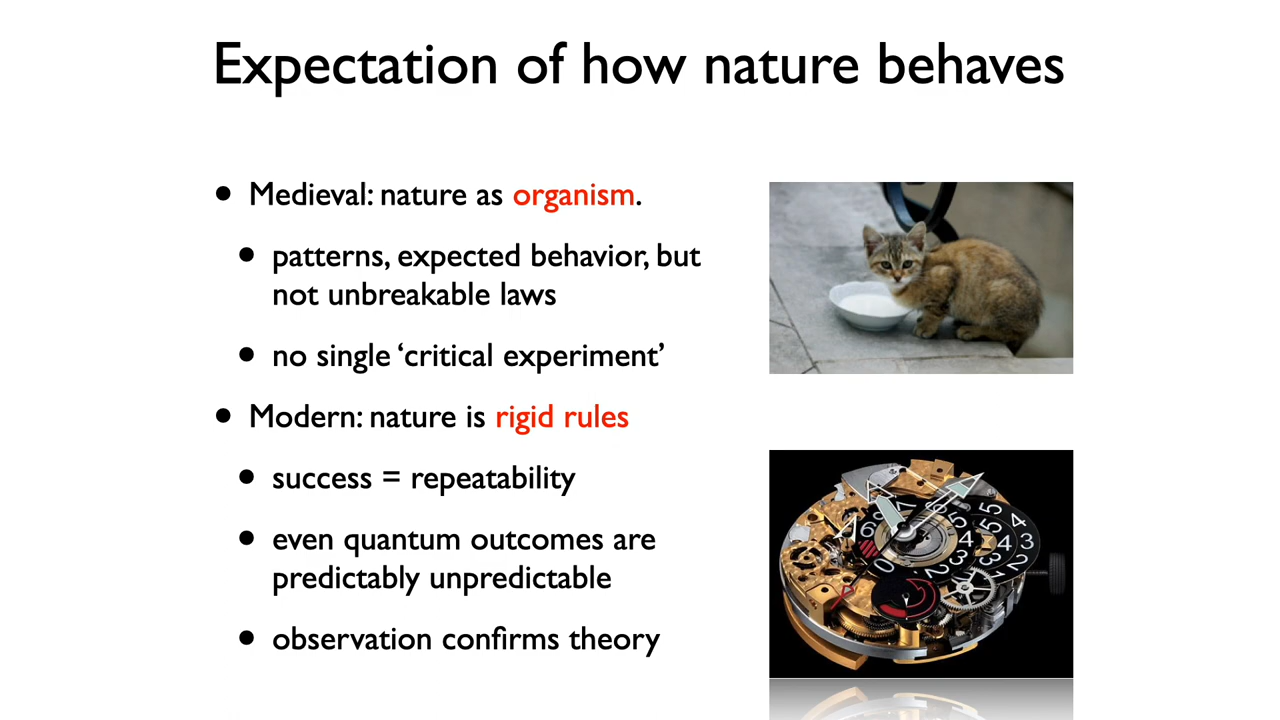 Expectation of how nature behaves
• Medieval: nature as organism.
• patterns, expected behavior, but
not unbreakable laws
• no single ‘critical experiment’
• Modern: nature is rigid rules
• success = repeatability
• even quantum outcomes are
predictably unpredictable
• observation confirms theory